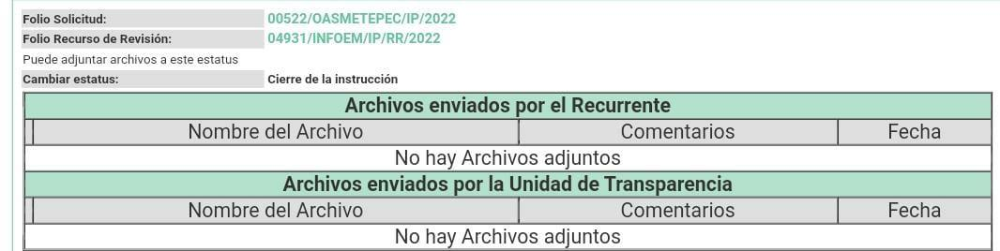 Folio Solicitud: 00522/OASMETEPEC/IP/2022
Folio Recurso de Revisión: 04931/INFOEM/IP/RR/2022
Puede adjuntar archivos a este estatus
Cambiar estatus: Cierre de la instrucción
Archivos enviados por el Recurrente
Nombre del Archivo Comentarios Fecha
No hay Archivos adjuntos
Archivos enviados por la Unidad de Transparencia
Nombre del Archivo Comentarios Fecha
No hay Archivos adjuntos